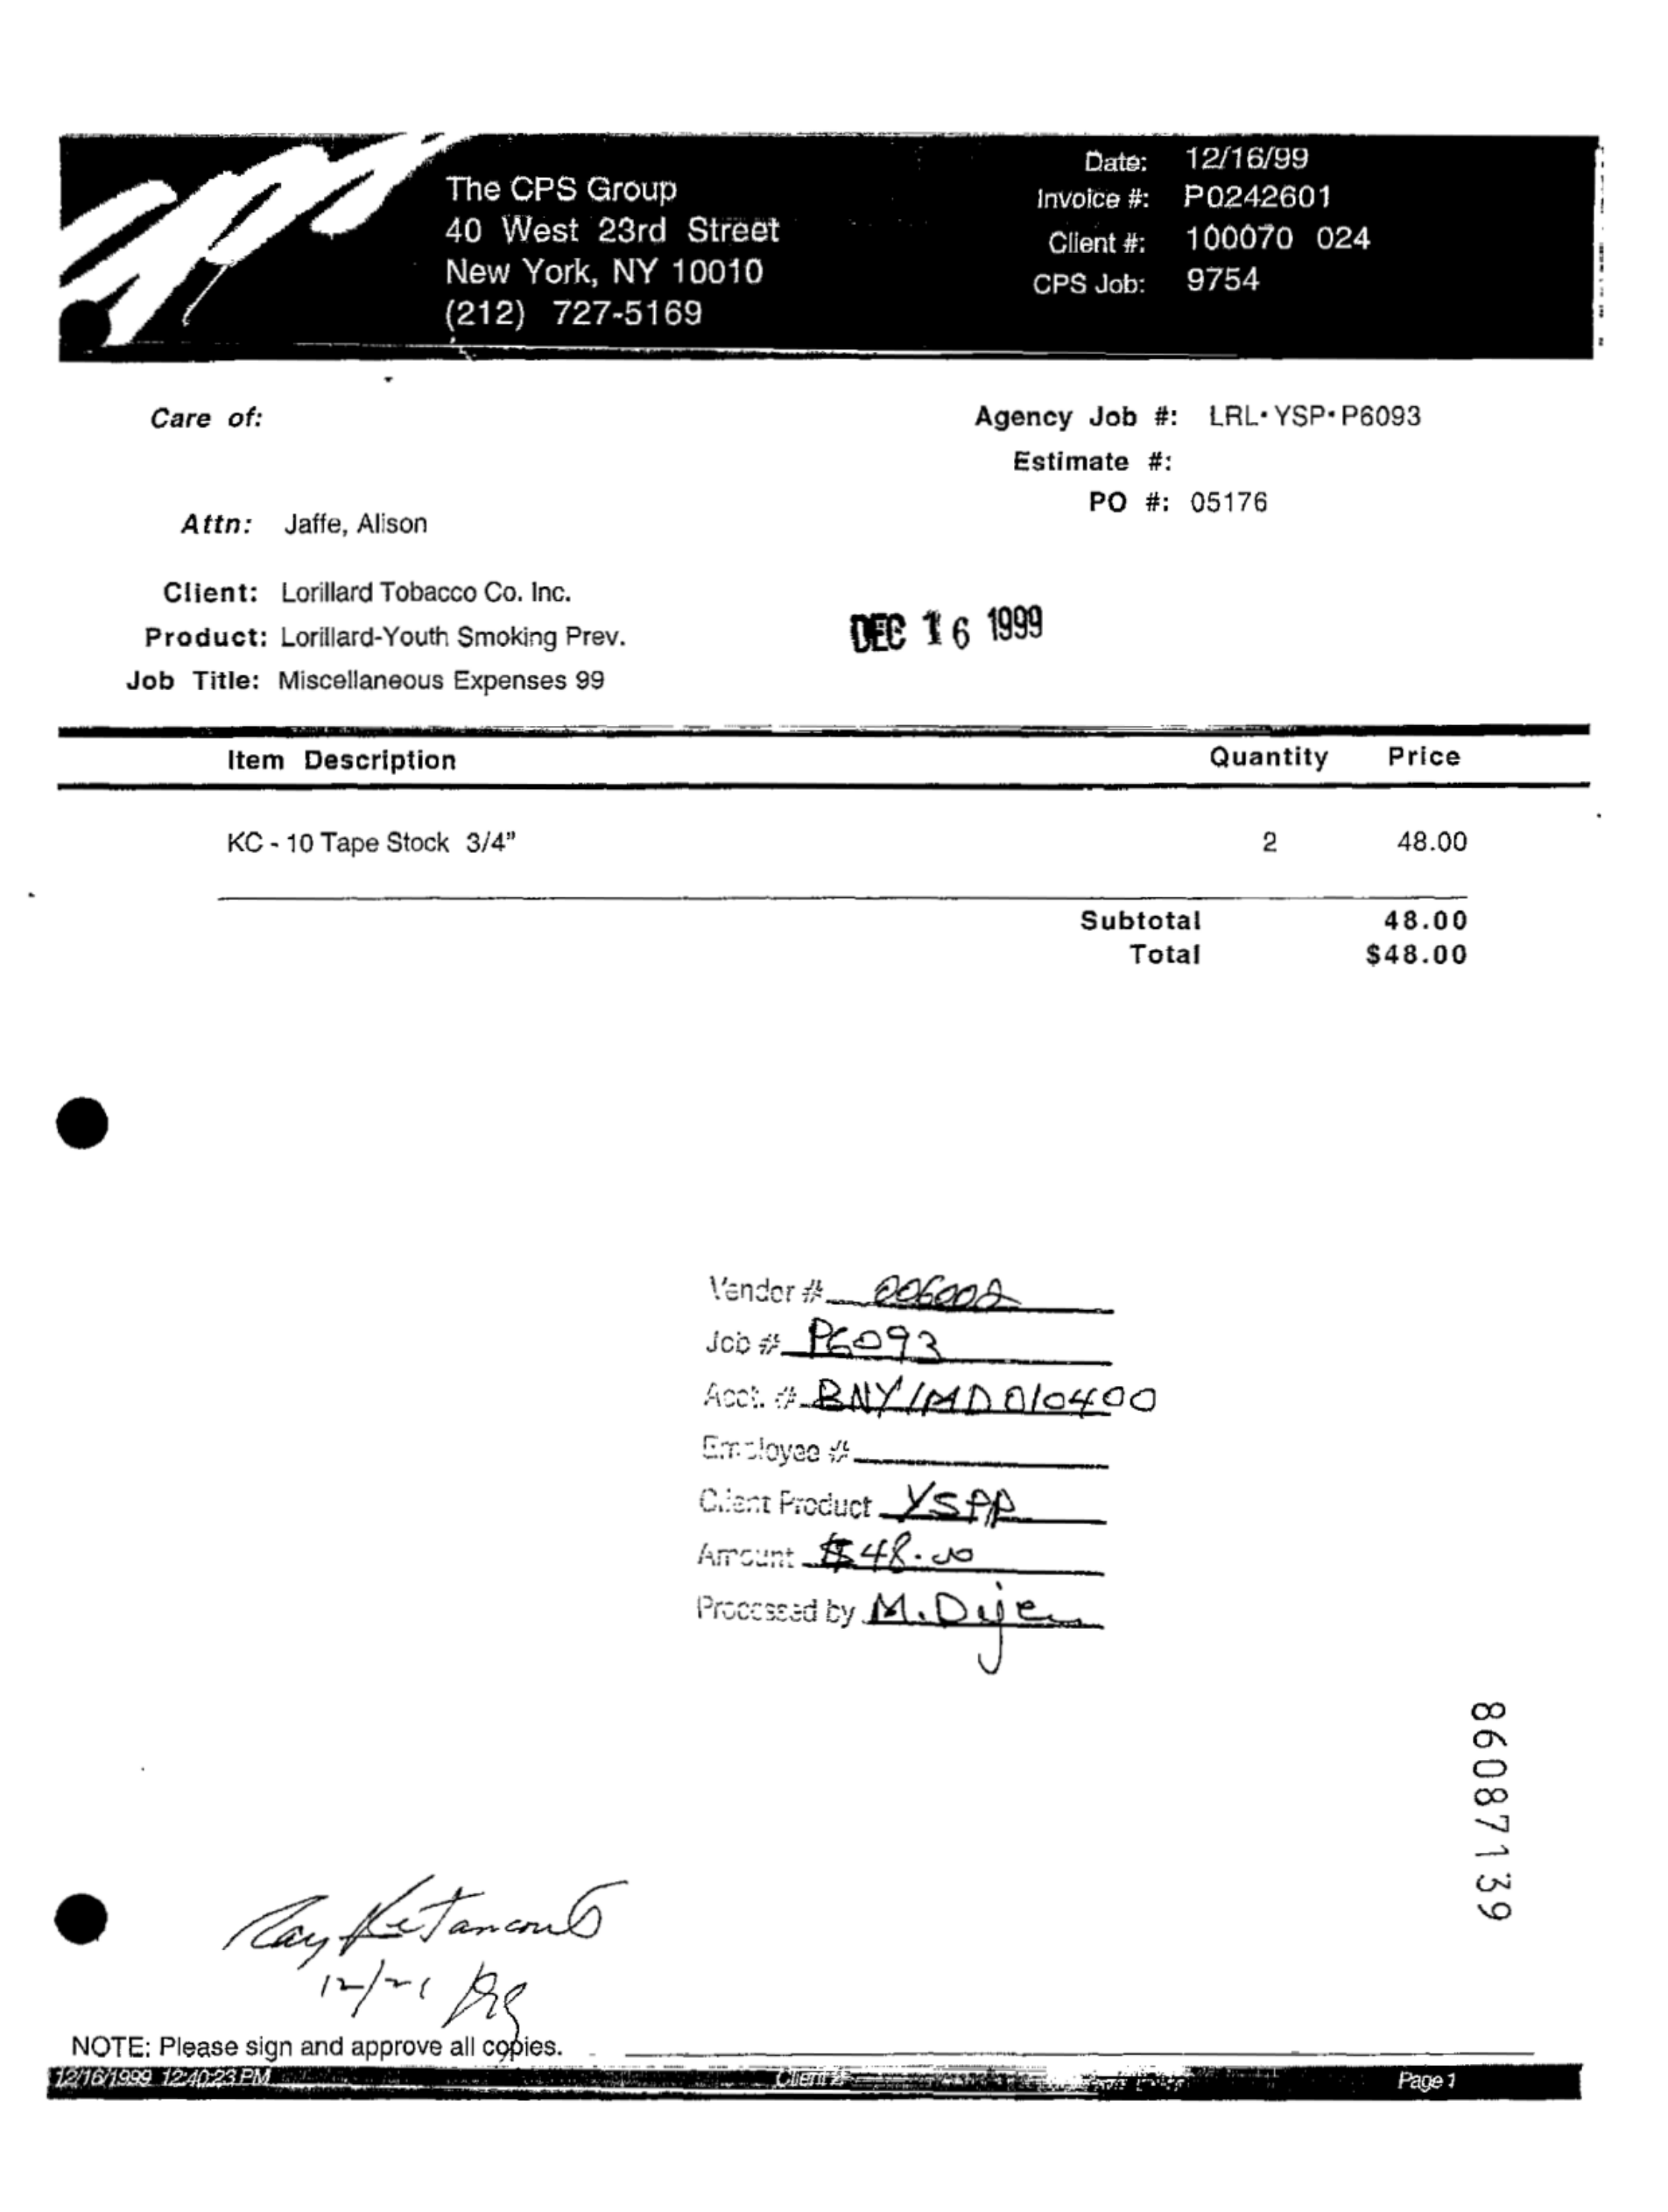 The CPS Group
40 West 23rd Street
New York, NY 10010
(212) 727-5169
Date: 12/16/99
Invoice #: P0242601
Client #: 100070 024
CPS Job: 9754
Care of:
Agency Job #: LRL·YSP·P6093
Estimate #:
PO #: 05176
Attn: Jaffe, Alison
Client: Lorillard Tobacco Co. Inc.
Product: Lorillard-Youth Smoking Prev.
Job Title: Miscellaneous Expenses 99
DEC 16 1999
Item Description Quantity Price
KC - 10 Tape Stock 3/4" 2 48.00
Subtotal 48.00
Total $48.00
Vendor # 006002
Job # P6093
Acct. # BNY/MD010400
Employee #
Client Product YSPP
Amount $48.00
Processed by M.
86087139
Ray
12/21
NOTE: Please sign and approve all copies.
12/16/1999 12:40:23 PM
Page 1